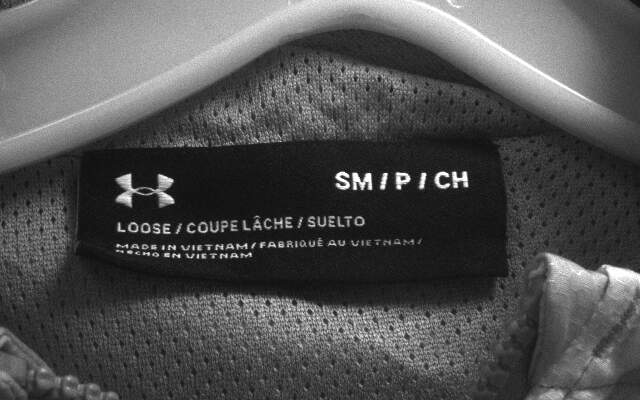 SM / P / CH
LOOSE / COUPE LÂCHE / SUELTO
MADE IN VIETNAM / FABRIQUÉ AU VIETNAM /
HECHO EN VIETNAM